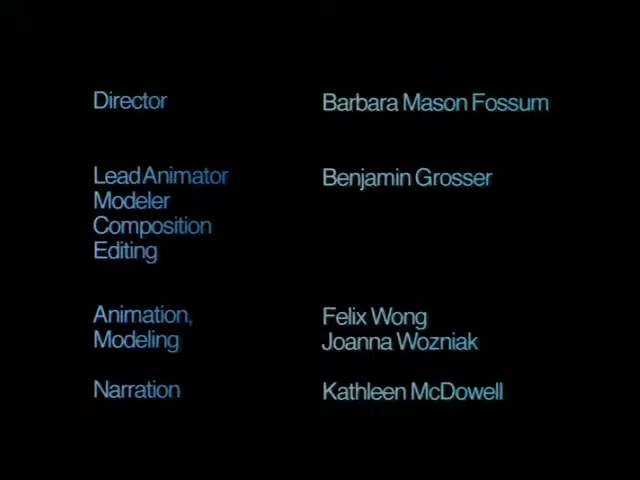 Director Barbara Mason Fossum
Lead Animator Benjamin Grosser
Modeler
Composition
Editing
Animation, Felix Wong
Modeling Joanna Wozniak
Narration Kathleen McDowell